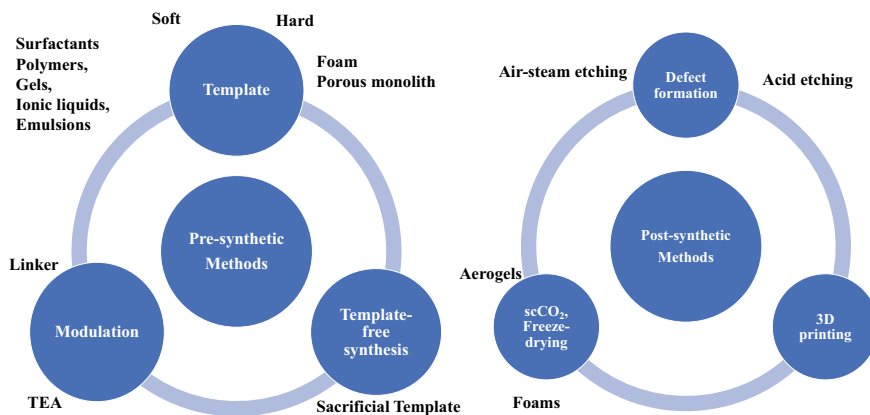 Soft
Hard
Surfactants
Polymers,
Gels,
Ionic liquids,
Emulsions
Template
Foam
Porous monolith
Pre-synthetic
Methods
Linker
Modulation
TEA
Template-
free
synthesis
Sacrificial Template
Air-steam etching
Defect
formation
Acid etching
Post-synthetic
Methods
Aerogels
scCO₂,
Freeze-
drying
Foams
3D
printing